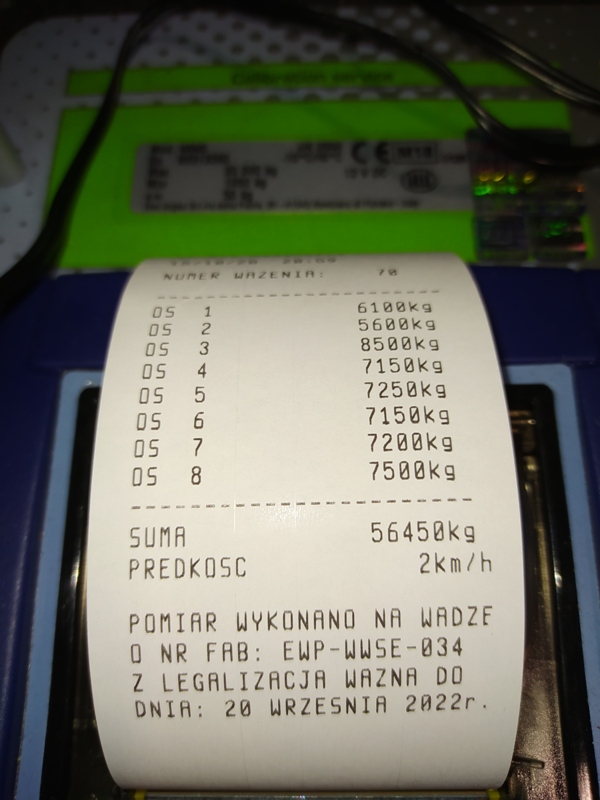 Calibration sensor
NUMER WAZENIA: 70
--------------------------------
OS 1 6100kg
OS 2 5600kg
OS 3 8500kg
OS 4 7150kg
OS 5 7250kg
OS 6 7150kg
OS 7 7200kg
OS 8 7500kg
--------------------------------
SUMA 56450kg
PREDKOSC 2km/h
POMIAR WYKONANO NA WADZE
O NR FAB: EWP-WWSE-034
Z LEGALIZACJA WAZNA DO
DNIA: 20 WRZESNIA 2022r.